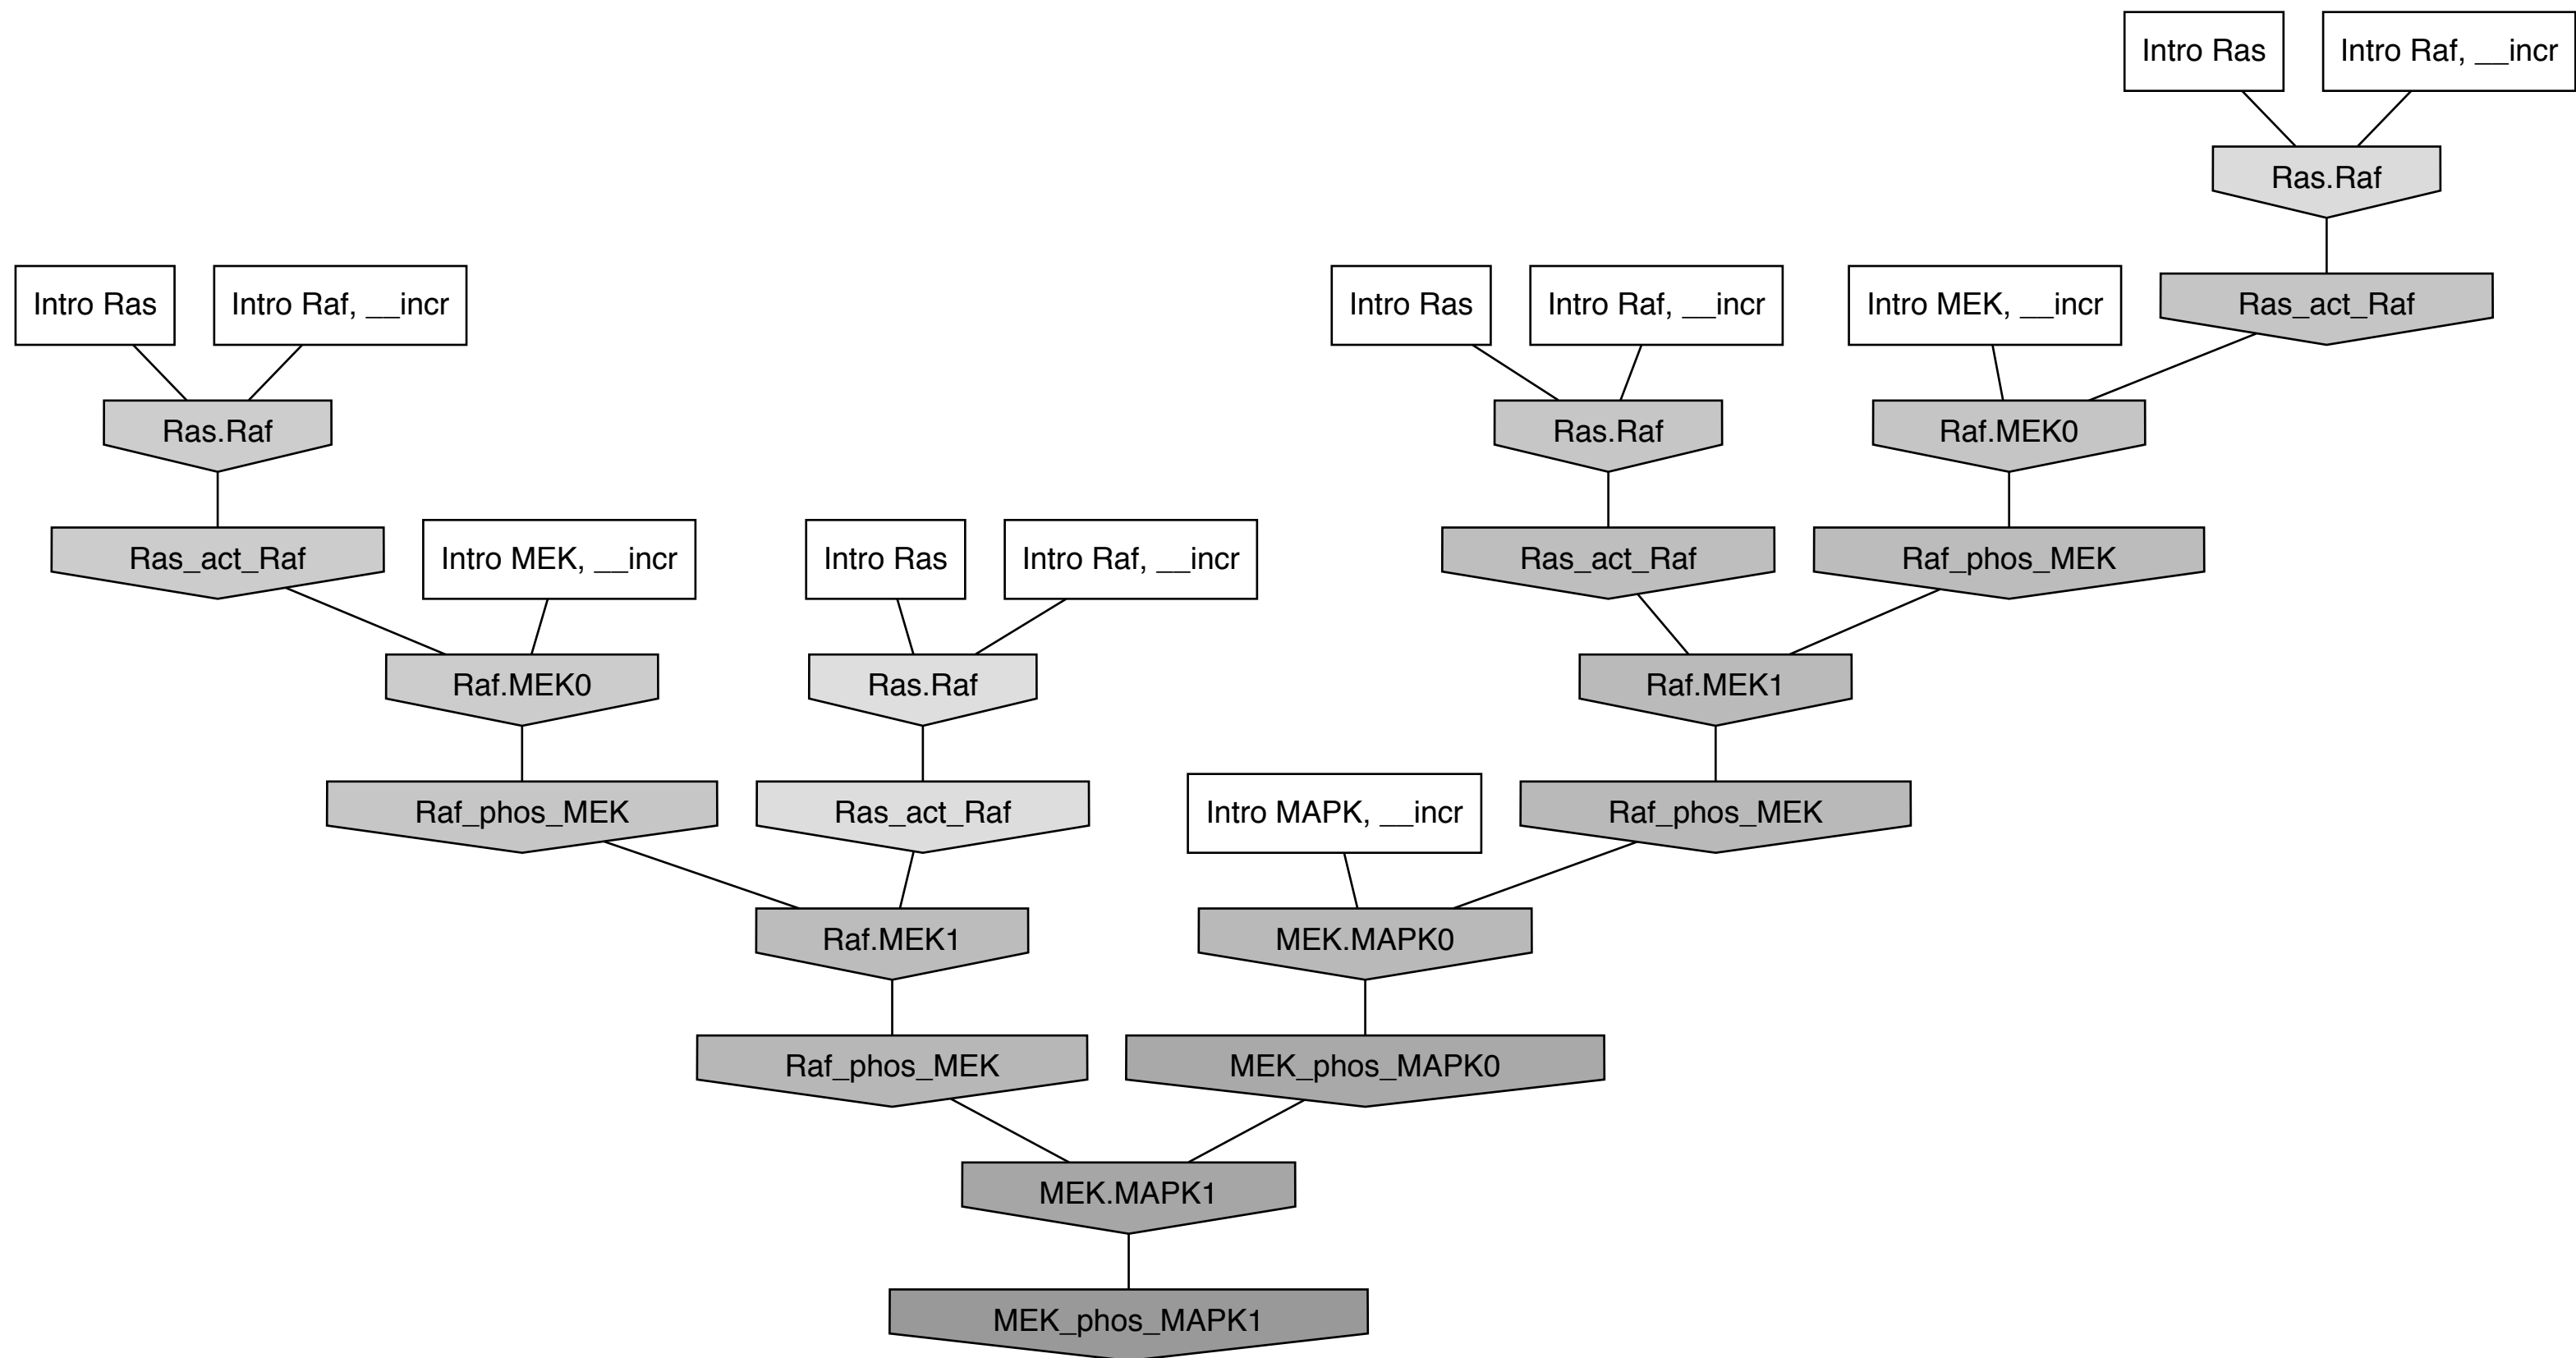 Intro Ras
Intro Raf, __incr
Ras.Raf
Intro Ras
Intro Raf, __incr
Intro Ras
Intro Raf, __incr
Intro MEK, __incr
Ras_act_Raf
Ras.Raf
Ras.Raf
Raf.MEK0
Ras_act_Raf
Intro MEK, __incr
Intro Ras
Intro Raf, __incr
Ras_act_Raf
Raf_phos_MEK
Raf.MEK0
Ras.Raf
Raf.MEK1
Raf_phos_MEK
Ras_act_Raf
Intro MAPK, __incr
Raf_phos_MEK
Raf.MEK1
MEK.MAPK0
Raf_phos_MEK
MEK_phos_MAPK0
MEK.MAPK1
MEK_phos_MAPK1